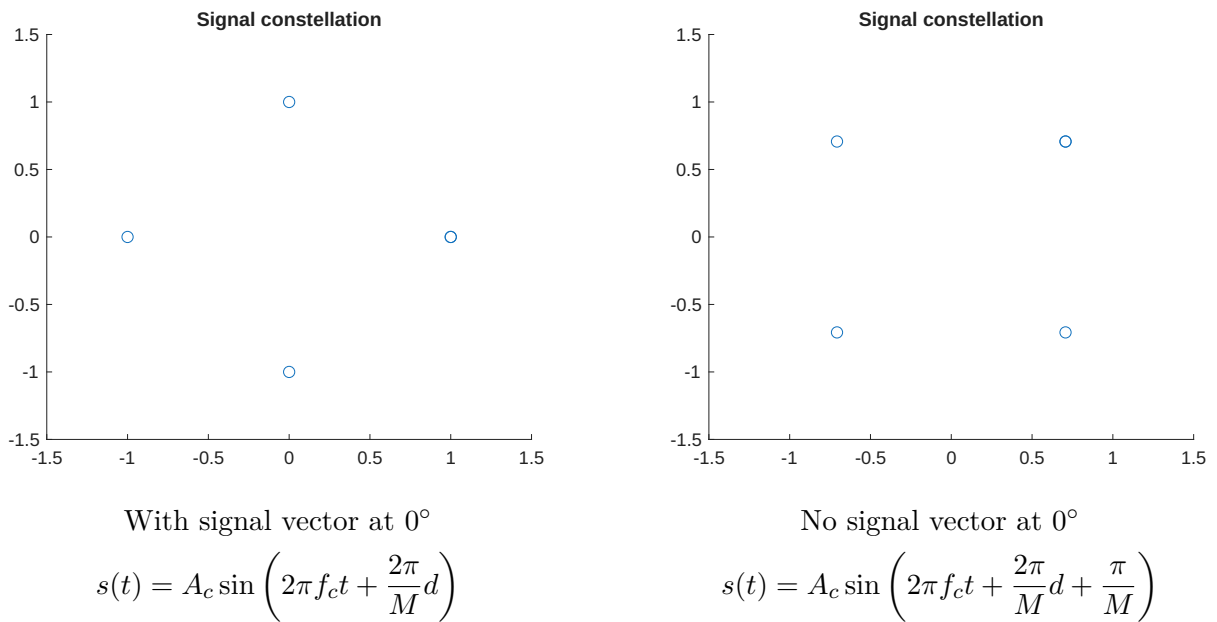 Signal constellation
1.5
1
0.5
0
-0.5
-1
-1.5
-1.5 -1 -0.5 0 0.5 1 1.5
With signal vector at 0°
s(t) = A_c sin(2πf_c t + \frac{2π}{M} d)
Signal constellation
1.5
1
0.5
0
-0.5
-1
-1.5
-1.5 -1 -0.5 0 0.5 1 1.5
No signal vector at 0°
s(t) = A_c sin(2πf_c t + \frac{2π}{M} d + \frac{π}{M})